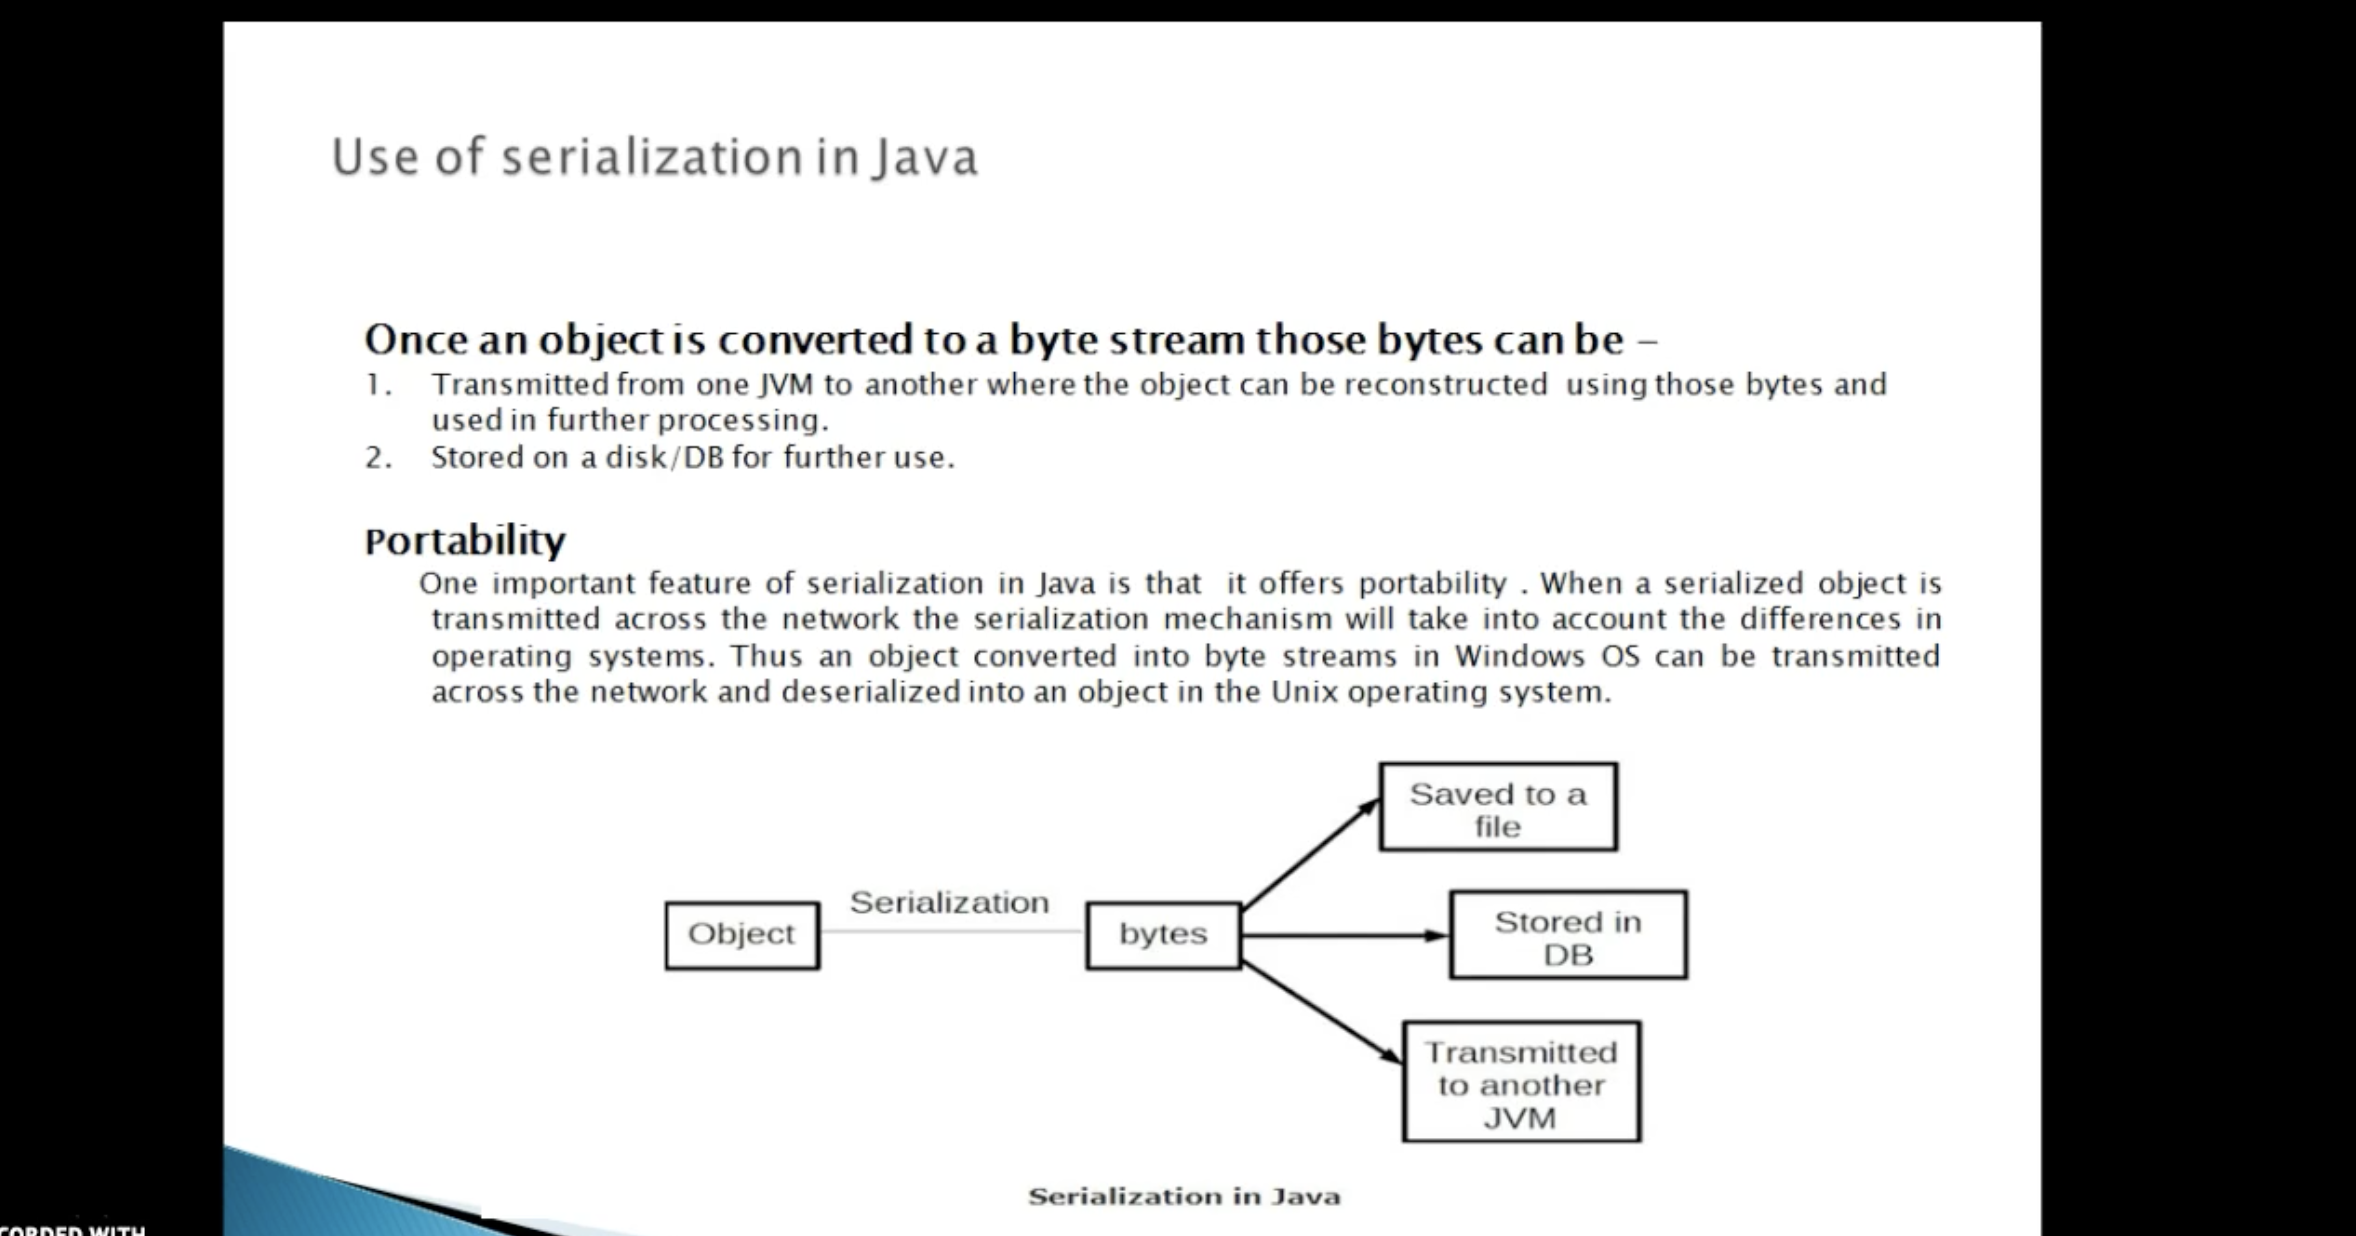 Use of serialization in Java
Once an object is converted to a byte stream those bytes can be –
1. Transmitted from one JVM to another where the object can be reconstructed using those bytes and
used in further processing.
2. Stored on a disk/DB for further use.
Portability
One important feature of serialization in Java is that it offers portability . When a serialized object is
transmitted across the network the serialization mechanism will take into account the differences in
operating systems. Thus an object converted into byte streams in Windows OS can be transmitted
across the network and deserialized into an object in the Unix operating system.
Saved to a
file
Serialization
Object
bytes
Stored in
DB
Transmitted
to another
JVM
Serialization in Java
WITH